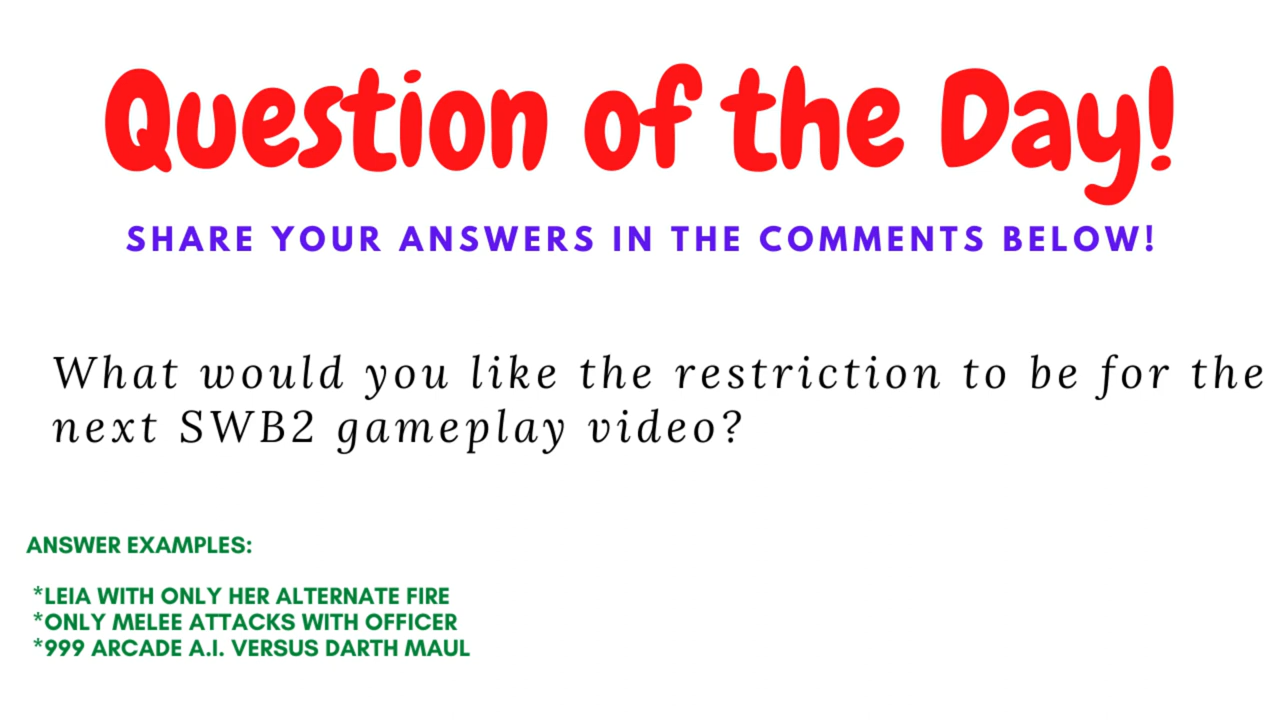 Question of the Day!
SHARE YOUR ANSWERS IN THE COMMENTS BELOW!
What would you like the restriction to be for the
next SWB2 gameplay video?
ANSWER EXAMPLES:
*LEIA WITH ONLY HER ALTERNATE FIRE
*ONLY MELEE ATTACKS WITH OFFICER
*999 ARCADE A.I. VERSUS DARTH MAUL